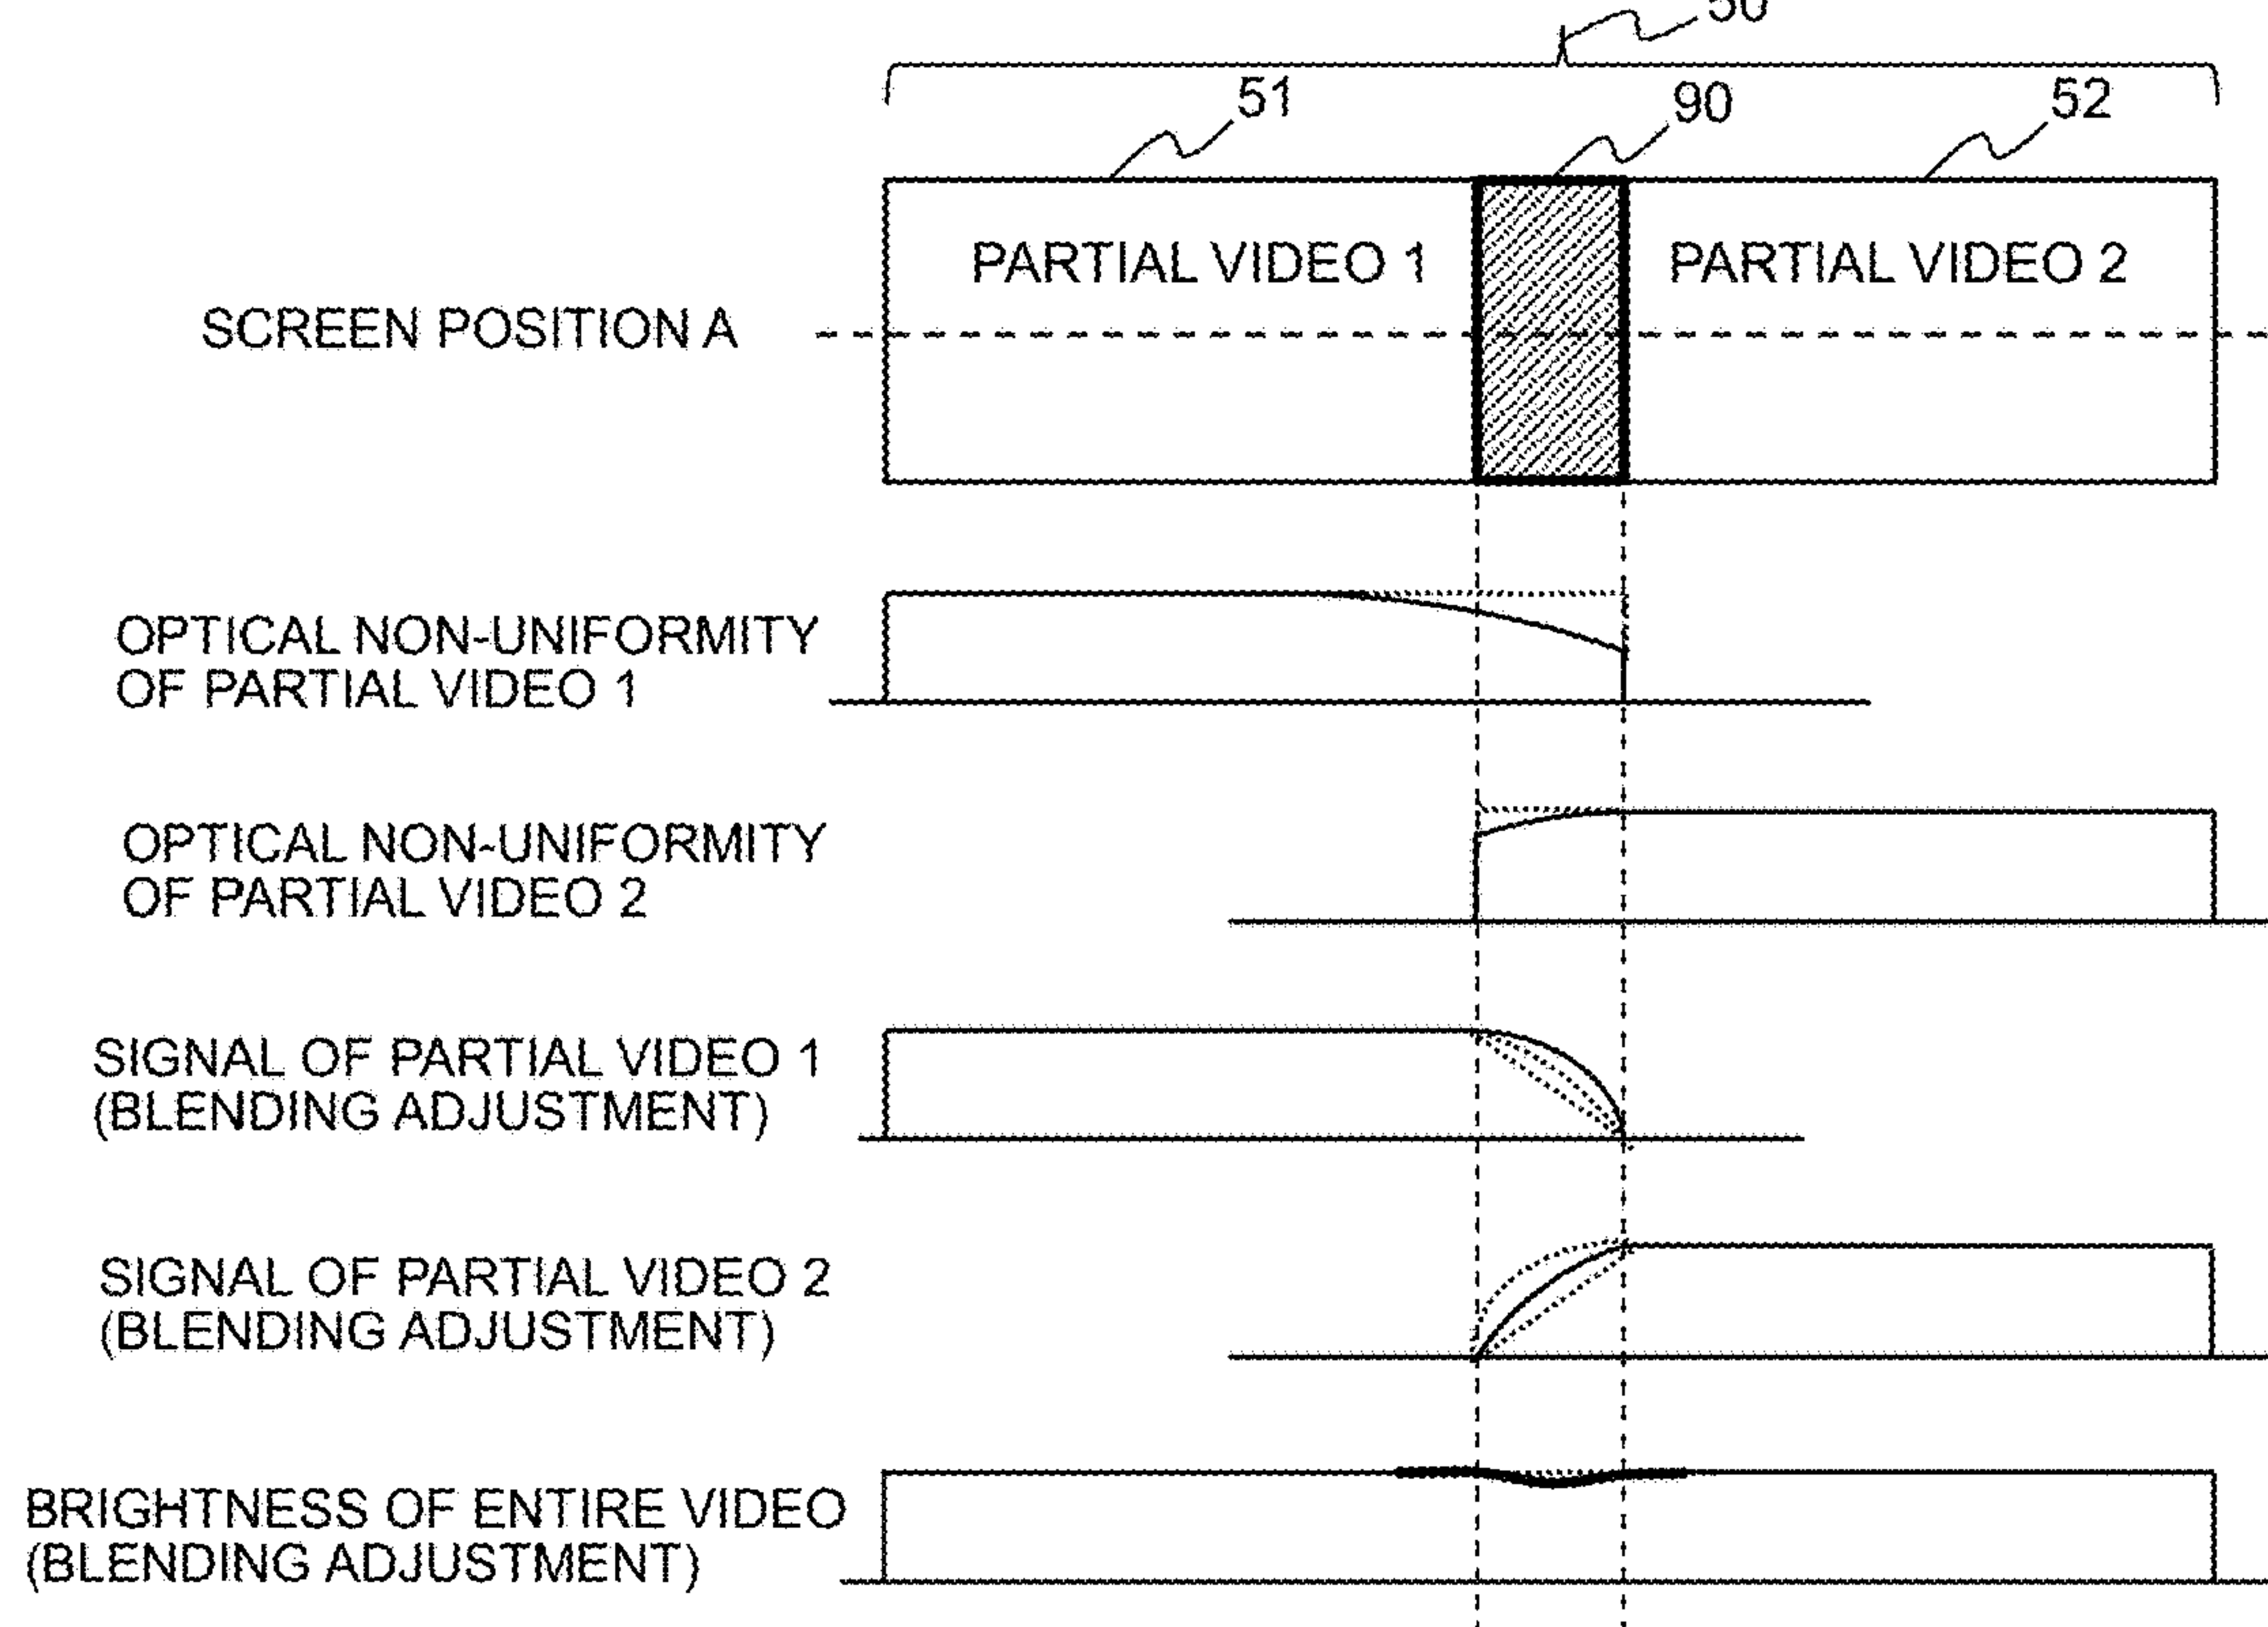 50
51
90
52
PARTIAL VIDEO 1
PARTIAL VIDEO 2
SCREEN POSITION A
OPTICAL NON-UNIFORMITY
OF PARTIAL VIDEO 1
OPTICAL NON-UNIFORMITY
OF PARTIAL VIDEO 2
SIGNAL OF PARTIAL VIDEO 1
(BLENDING ADJUSTMENT)
SIGNAL OF PARTIAL VIDEO 2
(BLENDING ADJUSTMENT)
BRIGHTNESS OF ENTIRE VIDEO
(BLENDING ADJUSTMENT)